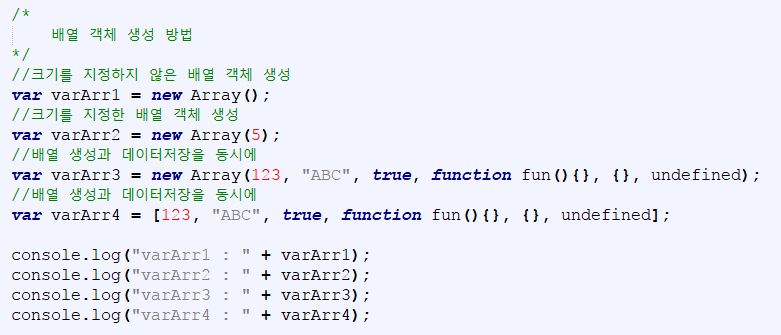 /*
배열 객체 생성 방법
*/
//크기를 지정하지 않은 배열 객체 생성
var varArr1 = new Array();
//크기를 지정한 배열 객체 생성
var varArr2 = new Array(5);
//배열 생성과 데이터저장을 동시에
var varArr3 = new Array(123, "ABC", true, function fun(){}, {}, undefined);
//배열 생성과 데이터저장을 동시에
var varArr4 = [123, "ABC", true, function fun(){}, {}, undefined];
console.log("varArr1 : " + varArr1);
console.log("varArr2 : " + varArr2);
console.log("varArr3 : " + varArr3);
console.log("varArr4 : " + varArr4);